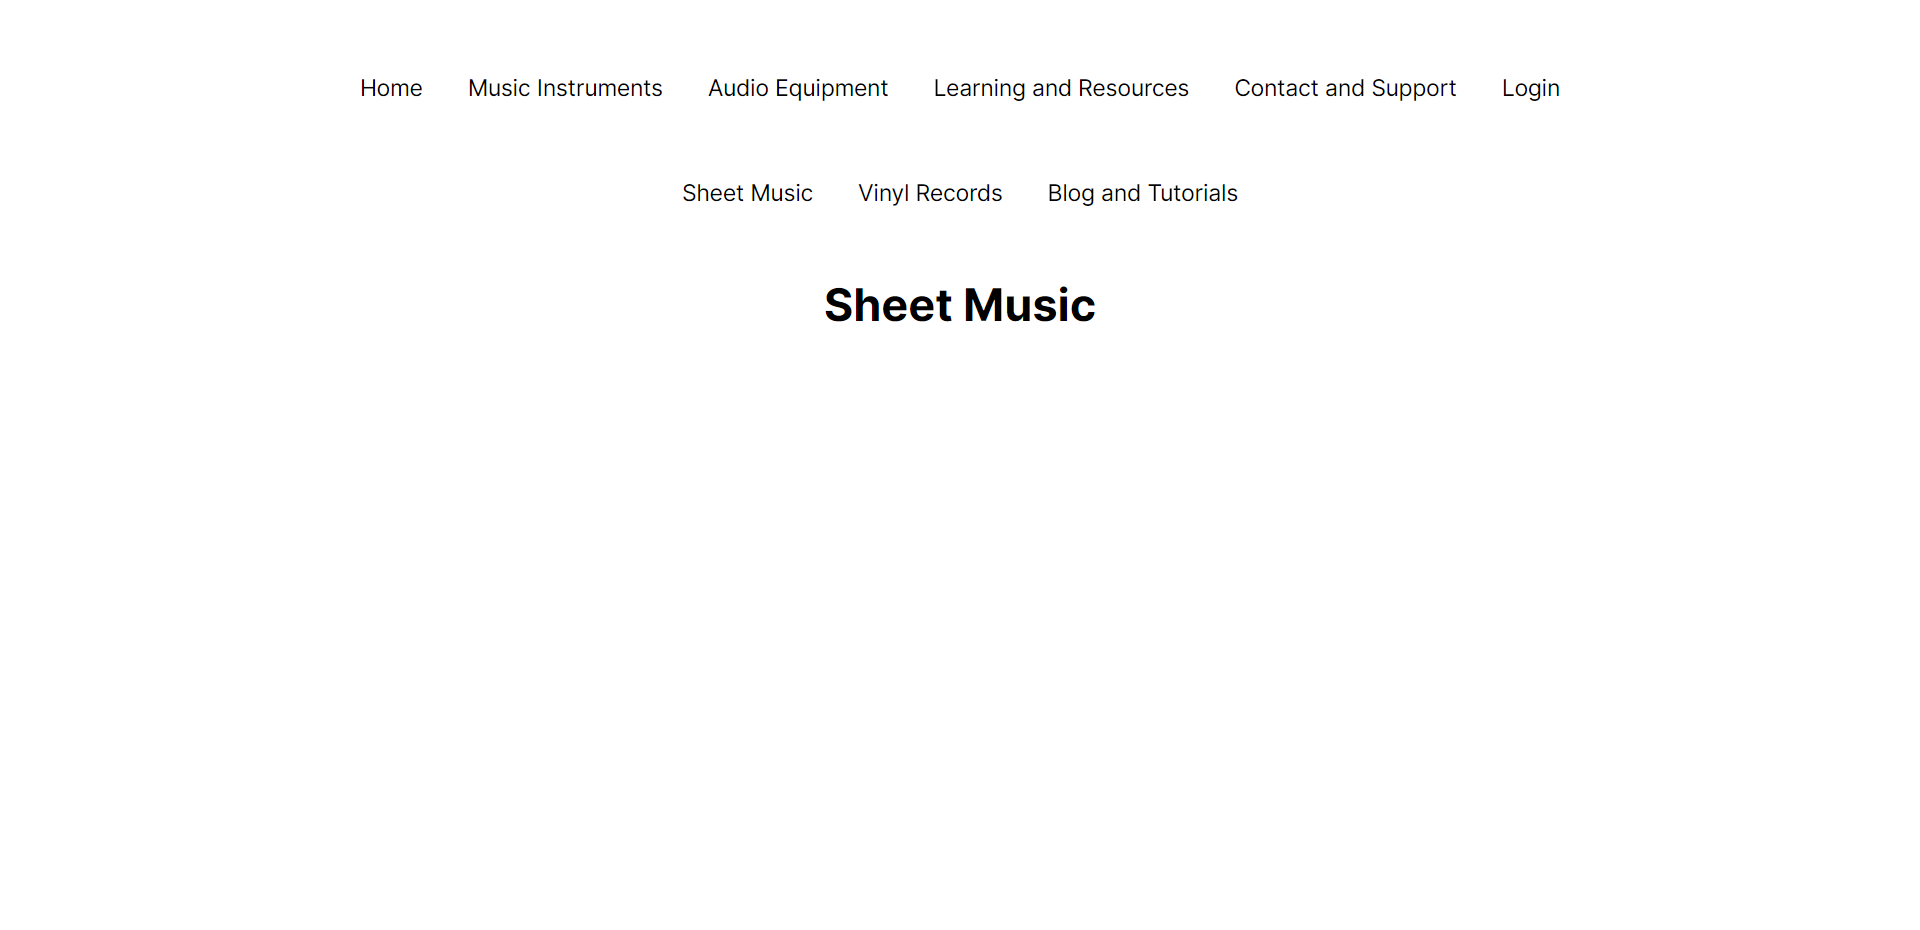 Home Music Instruments Audio Equipment Learning and Resources Contact and Support Login
Sheet Music Vinyl Records Blog and Tutorials
Sheet Music